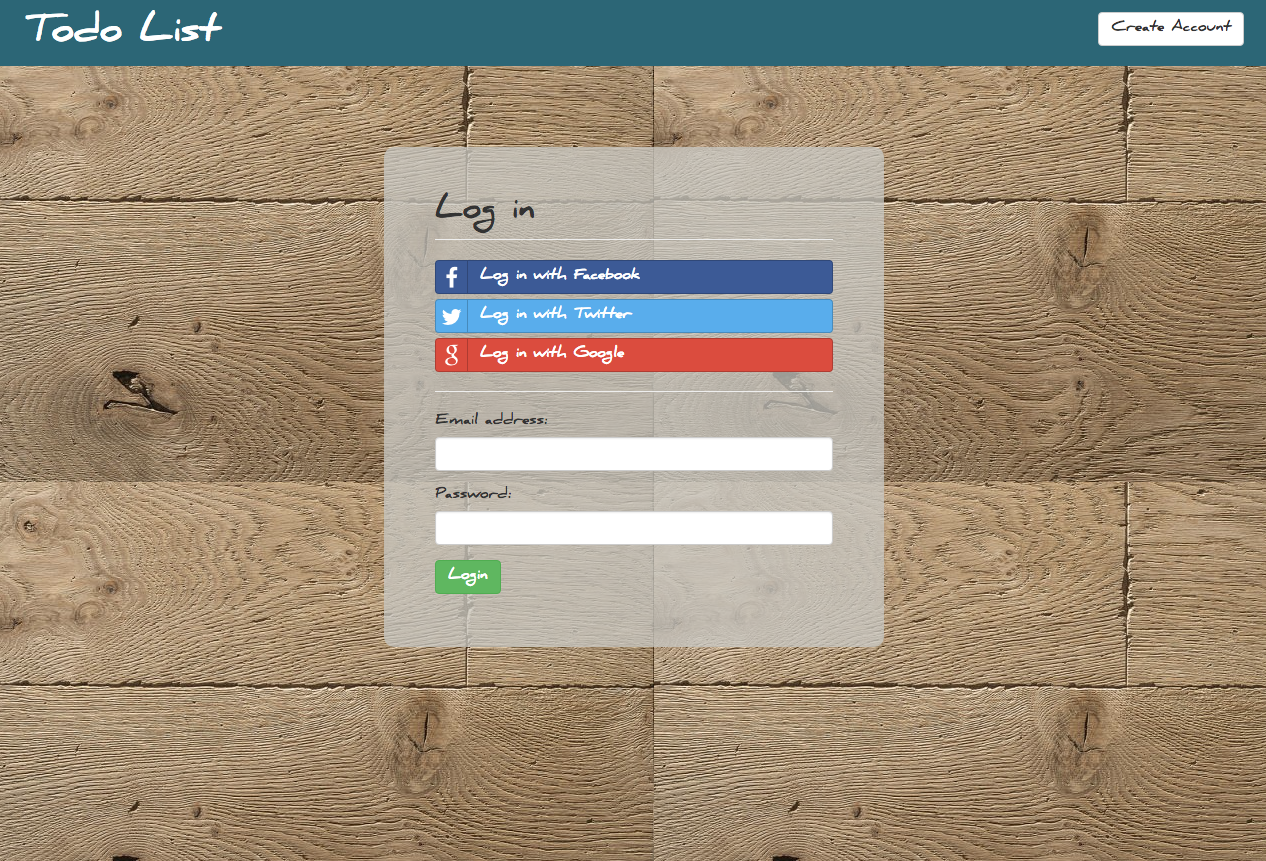 Todo List
Create Account
Log in
Log in with Facebook
Log in with Twitter
Log in with Google
Email address:
Password:
Login